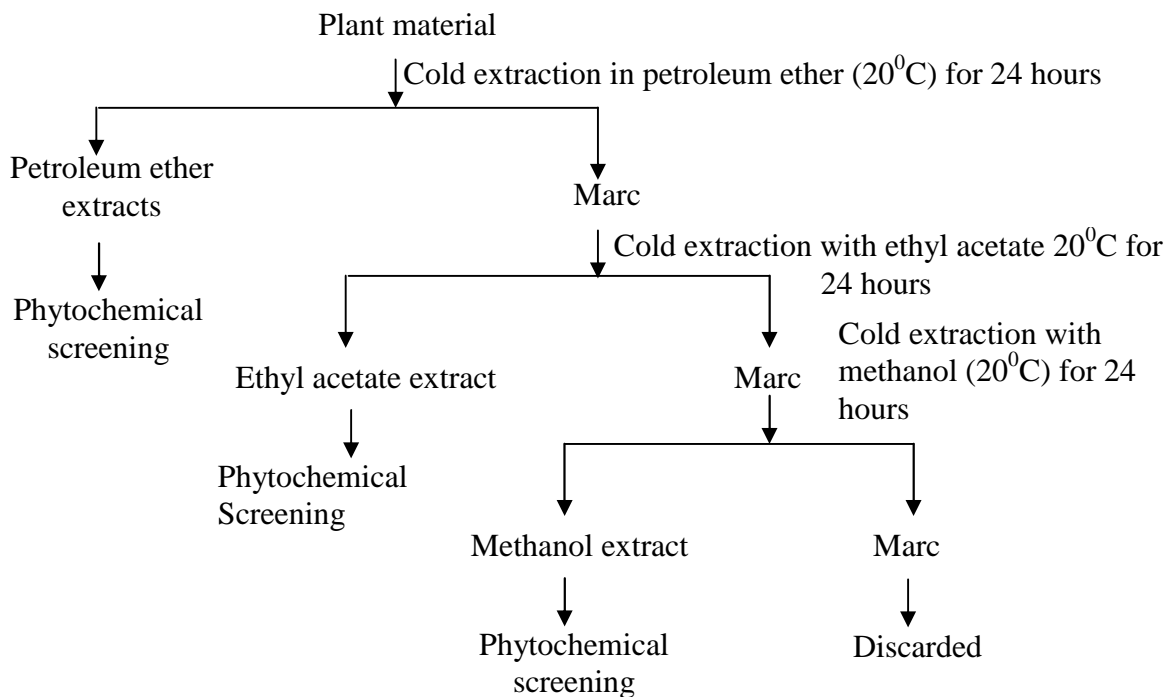 Plant material
Cold extraction in petroleum ether (20⁰C) for 24 hours
Petroleum ether
extracts
Marc
Cold extraction with ethyl acetate 20⁰C for
24 hours
Phytochemical
screening
Cold extraction with
methanol (20⁰C) for 24
hours
Ethyl acetate extract
Marc
Phytochemical
Screening
Methanol extract
Marc
Phytochemical
screening
Discarded